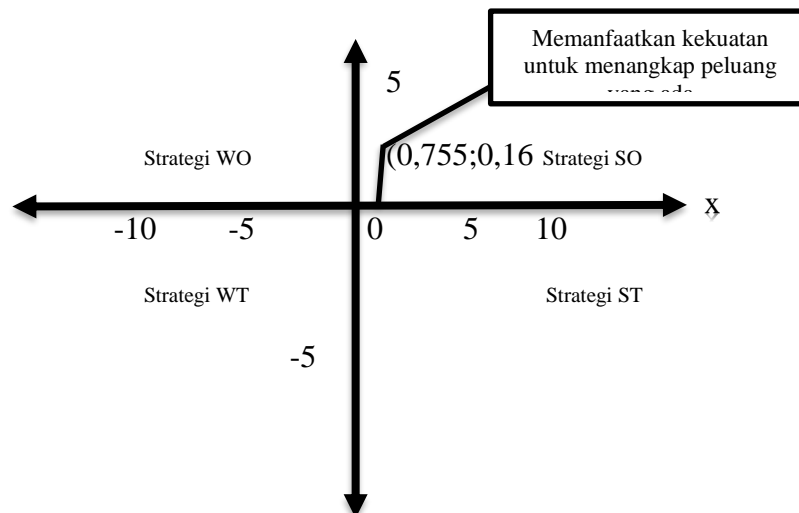 Memanfaatkan kekuatan
untuk menangkap peluang
5
Strategi WO
(0,755;0,16 Strategi SO
x
-10 -5 0 5 10
Strategi WT
Strategi ST
-5